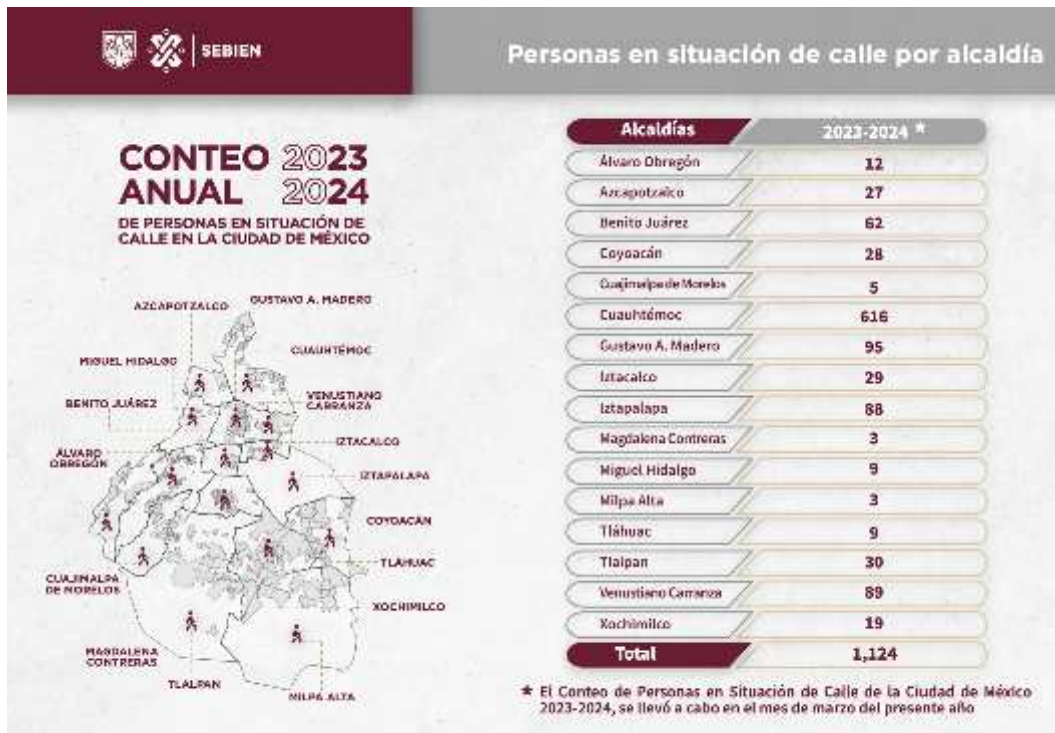 SEBIEN
Personas en situación de calle por alcaldía
CONTEO 2023
ANUAL 2024
DE PERSONAS EN SITUACIÓN DE
CALLE EN LA CIUDAD DE MÉXICO
AZCAPOTZALCO
GUSTAVO A. MADERO
CUAUHTÉMOC
MIGUEL HIDALGO
VENUSTIANO
CARRANZA
BENITO JUÁREZ
IZTACALCO
ÁLVARO
OBREGÓN
IZTAPALAPA
COYOACÁN
TLÁHUAC
CUAJIMALPA
DE MORELOS
XOCHIMILCO
MAGDALENA
CONTRERAS
TLALPAN
MILPA ALTA
Alcaldías 2023-2024 *
Álvaro Obregón 12
Azcapotzalco 27
Benito Juárez 62
Coyoacán 28
Cuajimalpa de Morelos 5
Cuauhtémoc 616
Gustavo A. Madero 95
Iztacalco 29
Iztapalapa 88
Magdalena Contreras 3
Miguel Hidalgo 9
Milpa Alta 3
Tláhuac 9
Tlalpan 30
Venustiano Carranza 89
Xochimilco 19
Total 1,124
* El Conteo de Personas en Situación de Calle de la Ciudad de México
2023-2024, se llevó a cabo en el mes de marzo del presente año